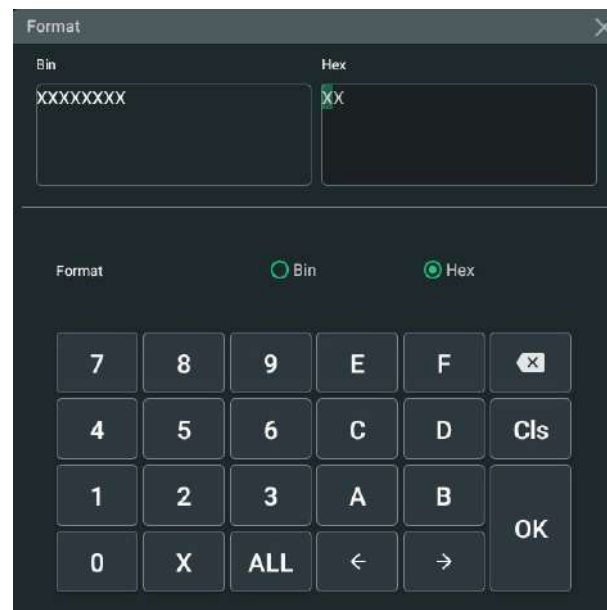 Format
Bin Hex
XXXXXXXX XX
Format Bin Hex
7 8 9 E F
4 5 6 C D Cls
1 2 3 A B
OK
0 X ALL ← →